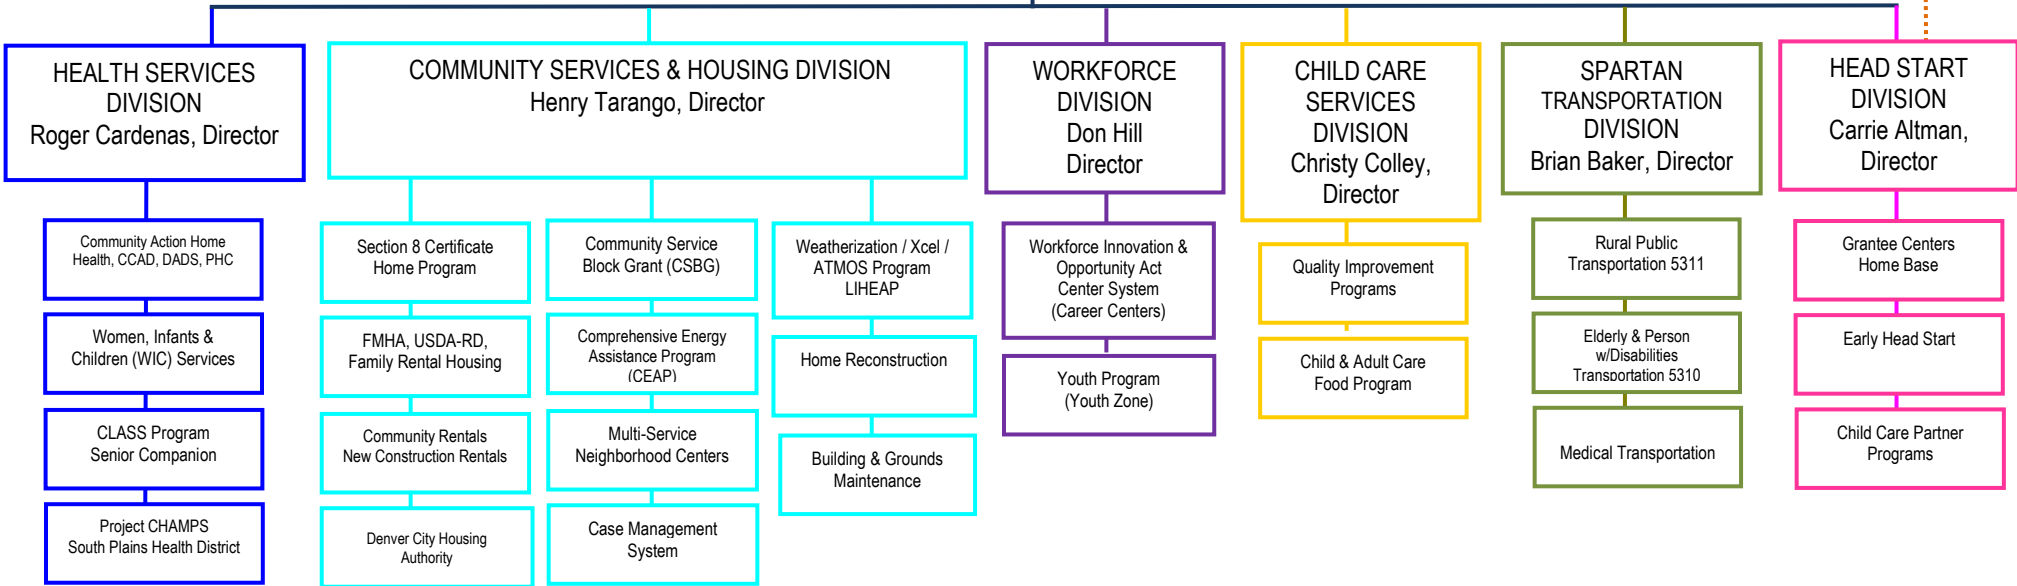 HEALTH SERVICES
DIVISION
Roger Cardenas, Director
Community Action Home
Health, CCAD, DADS, PHC
Women, Infants &
Children (WIC) Services
CLASS Program
Senior Companion
Project CHAMPS
South Plains Health District
COMMUNITY SERVICES & HOUSING DIVISION
Henry Tarango, Director
Section 8 Certificate
Home Program
FMHA, USDA-RD,
Family Rental Housing
Community Rentals
New Construction Rentals
Denver City Housing
Authority
Community Service
Block Grant (CSBG)
Comprehensive Energy
Assistance Program
(CEAP)
Multi-Service
Neighborhood Centers
Case Management
System
Weatherization / Xcel /
ATMOS Program
LIHEAP
Home Reconstruction
Building & Grounds
Maintenance
WORKFORCE
DIVISION
Don Hill
Director
Workforce Innovation &
Opportunity Act
Center System
(Career Centers)
Youth Program
(Youth Zone)
CHILD CARE
SERVICES
DIVISION
Christy Colley,
Director
Quality Improvement
Programs
Child & Adult Care
Food Program
SPARTAN
TRANSPORTATION
DIVISION
Brian Baker, Director
Rural Public
Transportation 5311
Elderly & Person
w/Disabilities
Transportation 5310
Medical Transportation
HEAD START
DIVISION
Carrie Altman,
Director
Grantee Centers
Home Base
Early Head Start
Child Care Partner
Programs